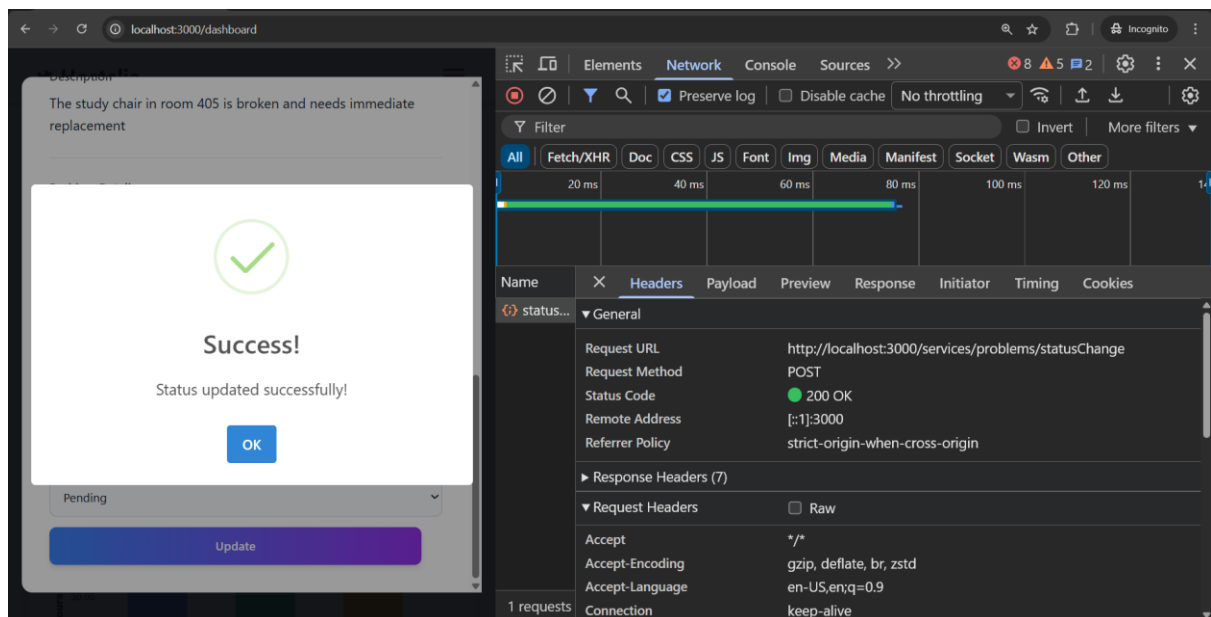 localhost:3000/dashboard
Incognito
Description
The study chair in room 405 is broken and needs immediate
replacement
Success!
Status updated successfully!
OK
Pending
Update
Elements Network Console Sources 8 5 2
Preserve log Disable cache No throttling
Filter Invert More filters
All Fetch/XHR Doc CSS JS Font Img Media Manifest Socket Wasm Other
20 ms 40 ms 60 ms 80 ms 100 ms 120 ms
Name Headers Payload Preview Response Initiator Timing Cookies
status...
General
Request URL http://localhost:3000/services/problems/statusChange
Request Method POST
Status Code 200 OK
Remote Address [::1]:3000
Referrer Policy strict-origin-when-cross-origin
Response Headers (7)
Request Headers Raw
Accept */*
Accept-Encoding gzip, deflate, br, zstd
Accept-Language en-US,en;q=0.9
Connection keep-alive
1 requests